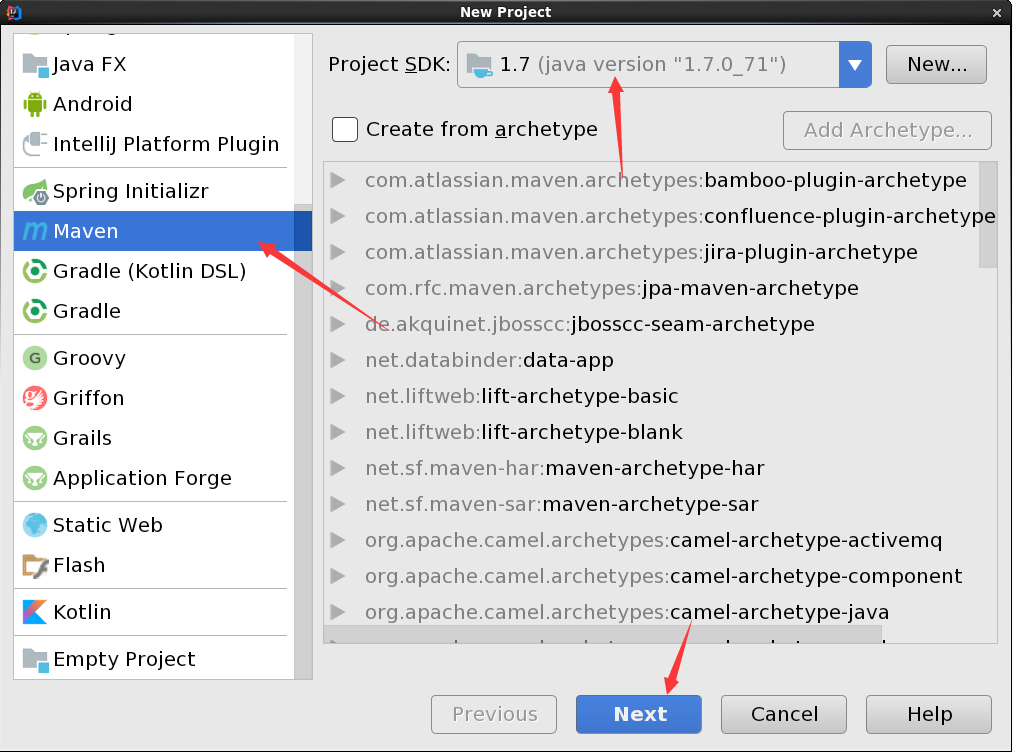 New Project
Java FX
Android
IntelliJ Platform Plugin
Spring Initializr
Maven
Gradle (Kotlin DSL)
Gradle
Groovy
Griffon
Grails
Application Forge
Static Web
Flash
Kotlin
Empty Project
Project SDK: 1.7 (java version "1.7.0_71") New...
Create from archetype Add Archetype...
com.atlassian.maven.archetypes:bamboo-plugin-archetype
com.atlassian.maven.archetypes:confluence-plugin-archetype
com.atlassian.maven.archetypes:jira-plugin-archetype
com.rfc.maven.archetypes:jpa-maven-archetype
de.akquinet.jbosscc:jbosscc-seam-archetype
net.databinder:data-app
net.liftweb:lift-archetype-basic
net.liftweb:lift-archetype-blank
net.sf.maven-har:maven-archetype-har
net.sf.maven-sar:maven-archetype-sar
org.apache.camel.archetypes:camel-archetype-activemq
org.apache.camel.archetypes:camel-archetype-component
org.apache.camel.archetypes:camel-archetype-java
Previous Next Cancel Help